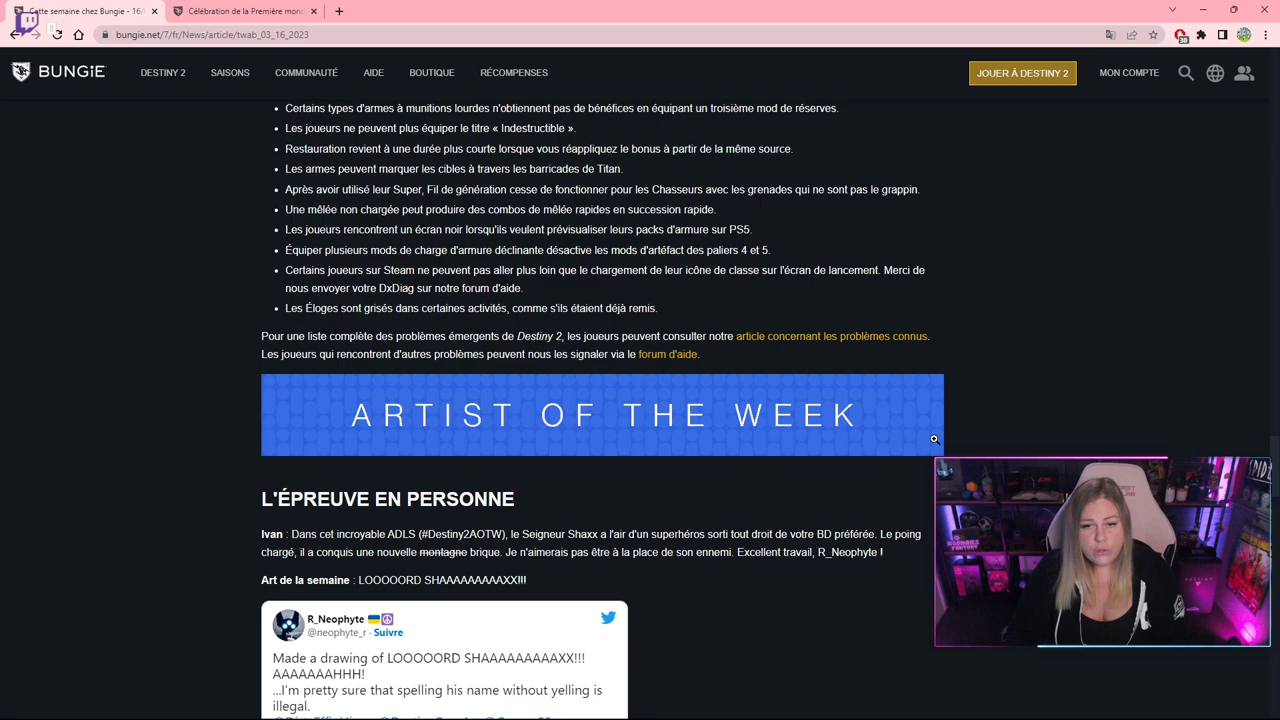 Cette semaine chez Bungie - 16/
Célébration de la Première mond
bungie.net/7/fr/News/article/twab_03_16_2023
BUNGiE
DESTINY 2
SAISONS
COMMUNAUTÉ
AIDE
BOUTIQUE
RÉCOMPENSES
JOUER À DESTINY 2
MON COMPTE
Certains types d'armes à munitions lourdes n'obtiennent pas de bénéfices en équipant un troisième mod de réserves.
Les joueurs ne peuvent plus équiper le titre « Indestructible ».
Restauration revient à une durée plus courte lorsque vous réappliquez le bonus à partir de la même source.
Les armes peuvent marquer les cibles à travers les barricades de Titan.
Après avoir utilisé leur Super, Fil de génération cesse de fonctionner pour les Chasseurs avec les grenades qui ne sont pas le grappin.
Une mêlée non chargée peut produire des combos de mêlée rapides en succession rapide.
Les joueurs rencontrent un écran noir lorsqu'ils veulent prévisualiser leurs packs d'armure sur PS5.
Équiper plusieurs mods de charge d'armure déclinante désactive les mods d'artéfact des paliers 4 et 5.
Certains joueurs sur Steam ne peuvent pas aller plus loin que le chargement de leur icône de classe sur l'écran de lancement. Merci de
nous envoyer votre DxDiag sur notre forum d'aide.
Les Éloges sont grisés dans certaines activités, comme s'ils étaient déjà remis.
Pour une liste complète des problèmes émergents de Destiny 2, les joueurs peuvent consulter notre article concernant les problèmes connus.
Les joueurs qui rencontrent d'autres problèmes peuvent nous les signaler via le forum d'aide.
ARTIST OF THE WEEK
L'ÉPREUVE EN PERSONNE
Ivan : Dans cet incroyable ADLS (#Destiny2AOTW), le Seigneur Shaxx a l'air d'un superhéros sorti tout droit de votre BD préférée. Le poing
chargé, il a conquis une nouvelle montagne brique. Je n'aimerais pas être à la place de son ennemi. Excellent travail, R_Neophyte !
Art de la semaine : LOOOOORD SHAAAAAAAAAXX!!!
R_Neophyte
@neophyte_r · Suivre
Made a drawing of LOOOOORD SHAAAAAAAAAXX!!!
AAAAAAAHHH!
...I'm pretty sure that spelling his name without yelling is
illegal.